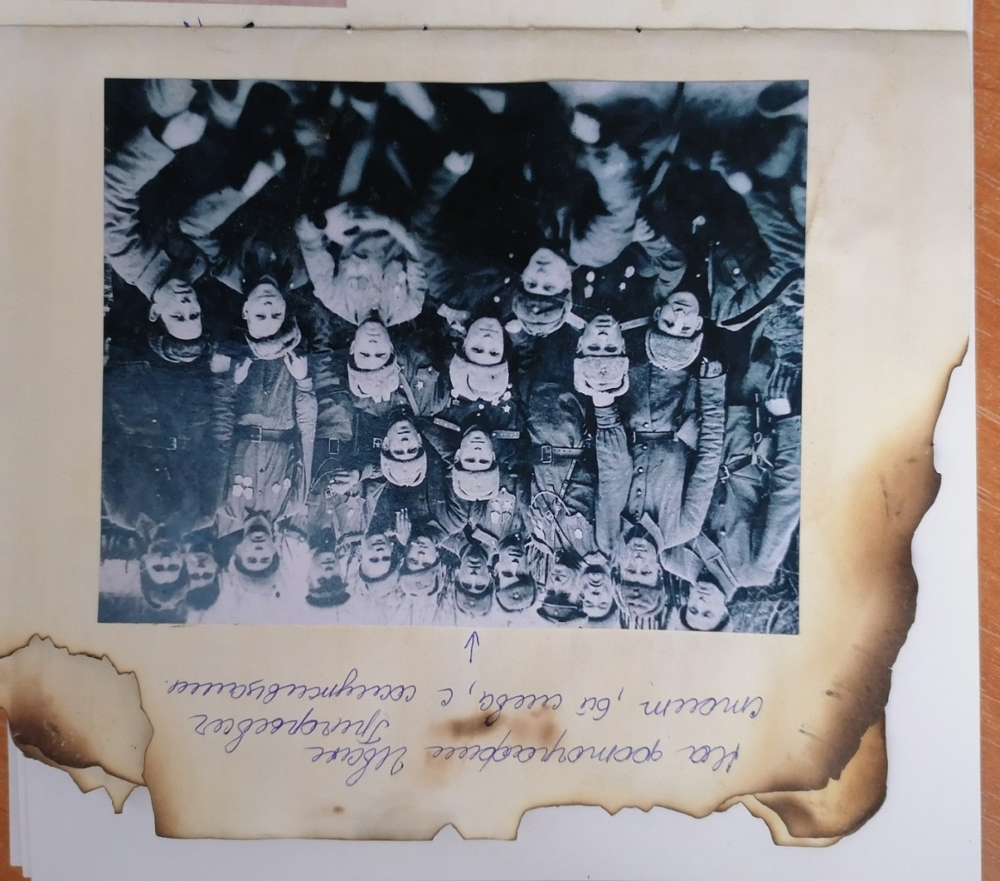 На фотографии Иван
Григорьевич
стоит, 6й слева, с сослуживцами.